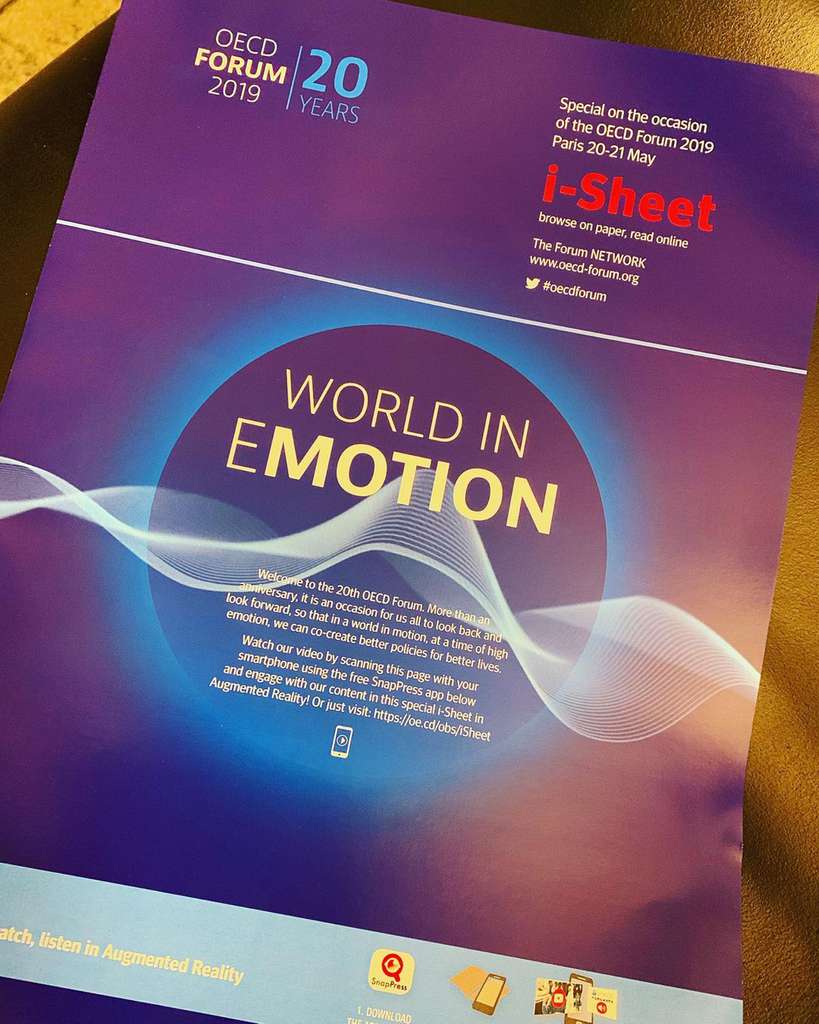 OECD
FORUM
2019
20
YEARS
Special on the occasion
of the OECD Forum 2019
Paris 20-21 May
i-Sheet
browse on paper, read online
The Forum NETWORK
www.oecd-forum.org
#oecdforum
WORLD IN
EMOTION
Welcome to the 20th OECD Forum. More than an
anniversary, it is an occasion for us all to look back and
look forward, so that in a world in motion, at a time of high
emotion, we can co-create better policies for better lives.
Watch our video by scanning this page with your
smartphone using the free SnapPress app below
and engage with our content in this special i-Sheet in
Augmented Reality! Or just visit: https://oe.cd/obs/iSheet
atch, listen in Augmented Reality
SnapPress
1. DOWNLOAD